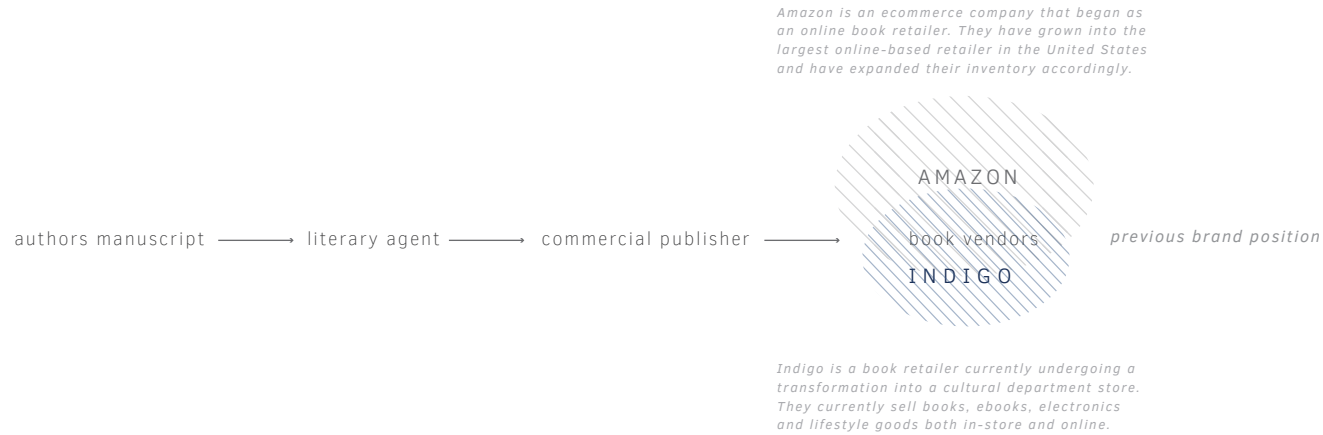 Amazon is an ecommerce company that began as
an online book retailer. They have grown into the
largest online-based retailer in the United States
and have expanded their inventory accordingly.
AMAZON
authors manuscript
literary agent
commercial publisher
book vendors
previous brand position
INDIGO
Indigo is a book retailer currently undergoing a
transformation into a cultural department store.
They currently sell books, ebooks, electronics
and lifestyle goods both in-store and online.